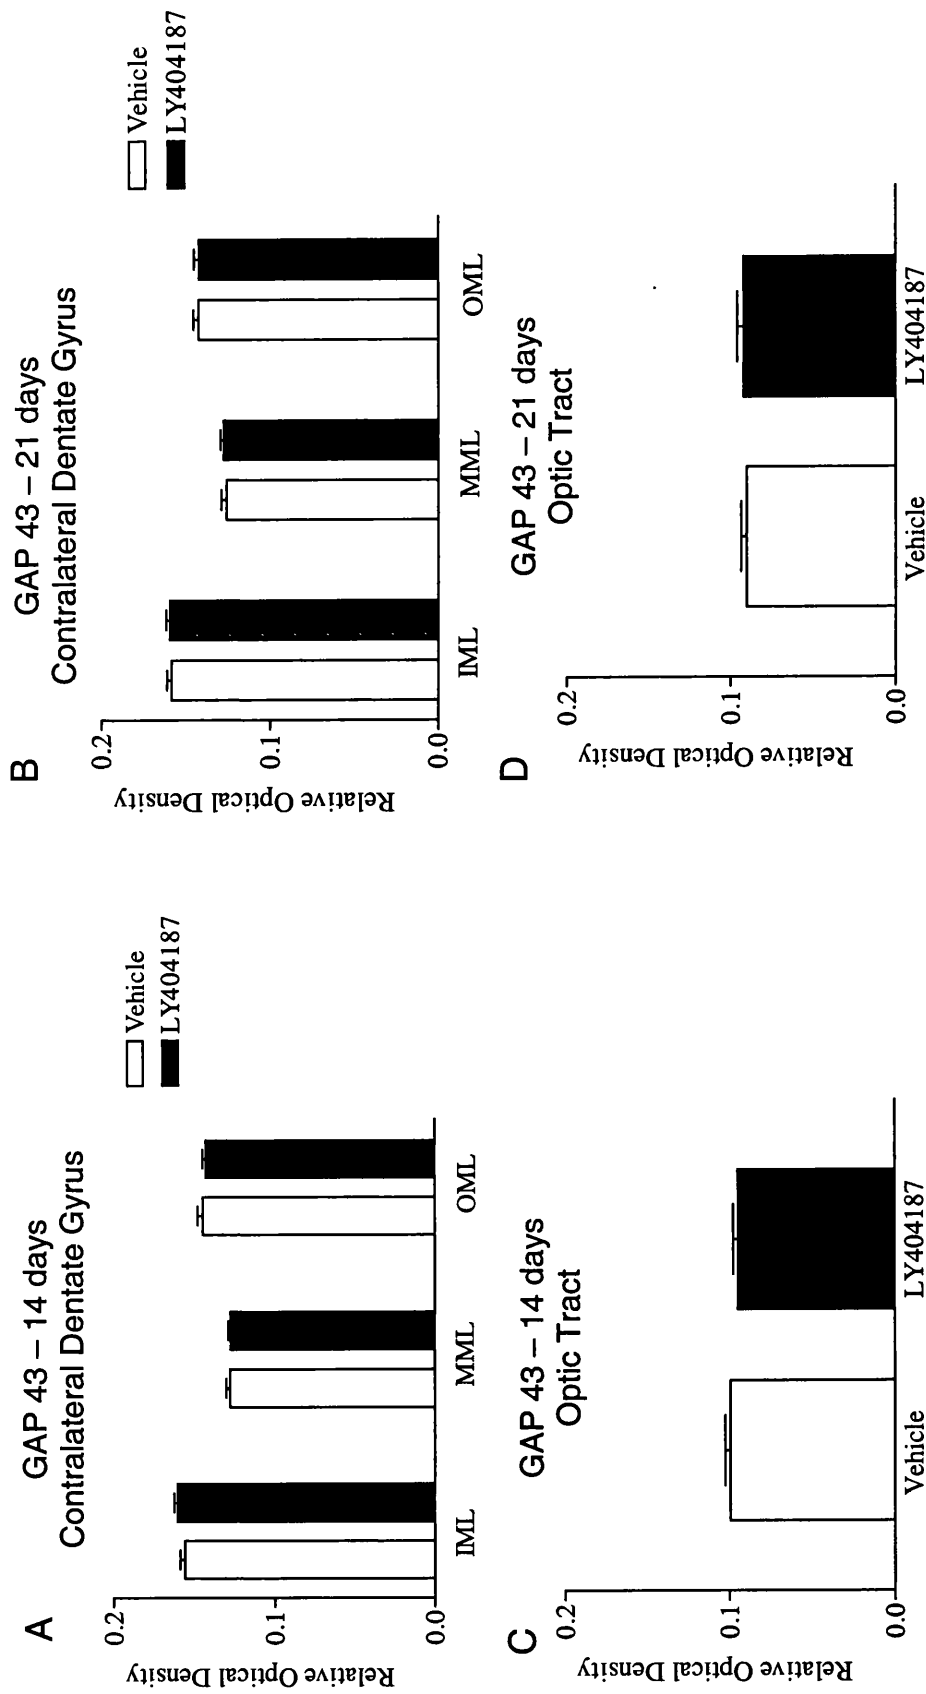 A
GAP 43 – 14 days
Contralateral Dentate Gyrus
Vehicle
LY404187
Relative Optical Density
0.2
0.1
0.0
IML
MML
OML
B
GAP 43 – 21 days
Contralateral Dentate Gyrus
Vehicle
LY404187
Relative Optical Density
0.2
0.1
0.0
IML
MML
OML
C
GAP 43 – 14 days
Optic Tract
Relative Optical Density
0.2
0.1
0.0
Vehicle
LY404187
D
GAP 43 – 21 days
Optic Tract
Relative Optical Density
0.2
0.1
0.0
Vehicle
LY404187